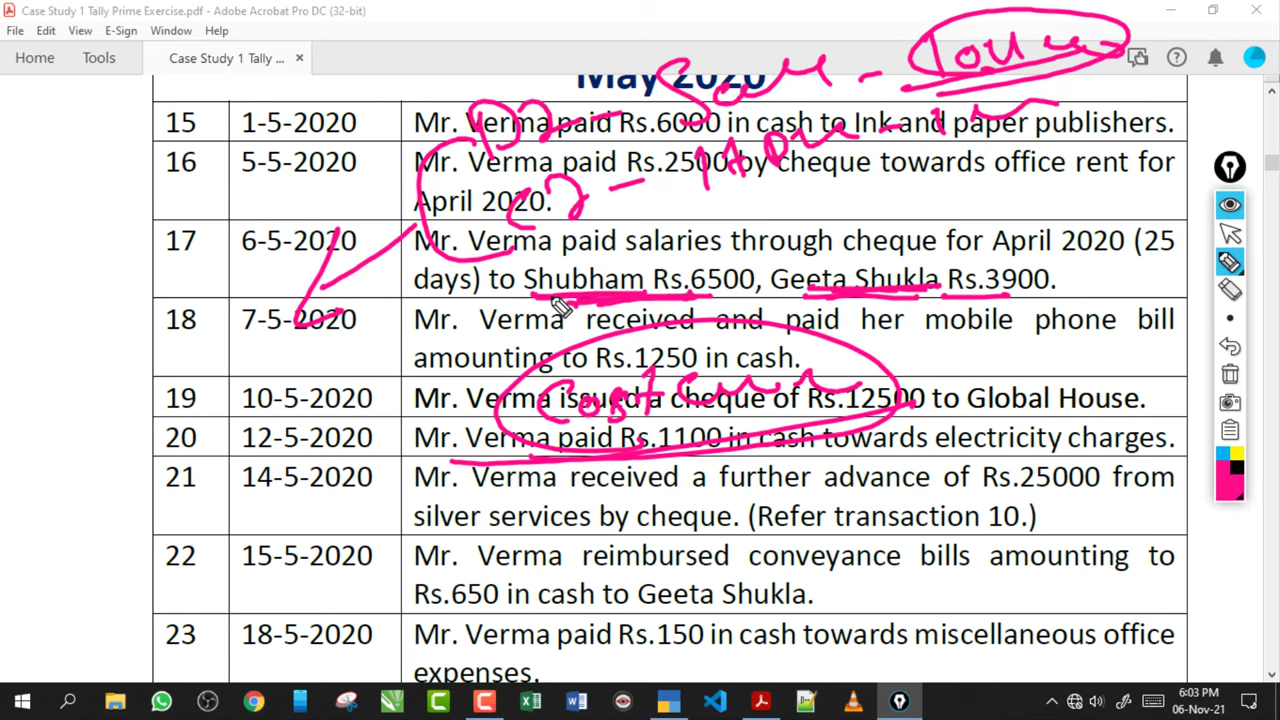 Case Study 1 Tally Prime Exercise.pdf - Adobe Acrobat Pro DC (32-bit)
File Edit View E-Sign Window Help
Home Tools Case Study 1 Tally ... ×
May 2020
15 1-5-2020 Mr. Verma paid Rs.6000 in cash to Ink and paper publishers.
16 5-5-2020 Mr. Verma paid Rs.2500 by cheque towards office rent for
April 2020.
17 6-5-2020 Mr. Verma paid salaries through cheque for April 2020 (25
days) to Shubham Rs.6500, Geeta Shukla Rs.3900.
18 7-5-2020 Mr. Verma received and paid her mobile phone bill
amounting to Rs.1250 in cash.
19 10-5-2020 Mr. Verma issued a cheque of Rs.12500 to Global House.
Cost
20 12-5-2020 Mr. Verma paid Rs.1100 in cash towards electricity charges.
21 14-5-2020 Mr. Verma received a further advance of Rs.25000 from
silver services by cheque. (Refer transaction 10.)
22 15-5-2020 Mr. Verma reimbursed conveyance bills amounting to
Rs.650 in cash to Geeta Shukla.
23 18-5-2020 Mr. Verma paid Rs.150 in cash towards miscellaneous office
expenses.
6:03 PM
06-Nov-21